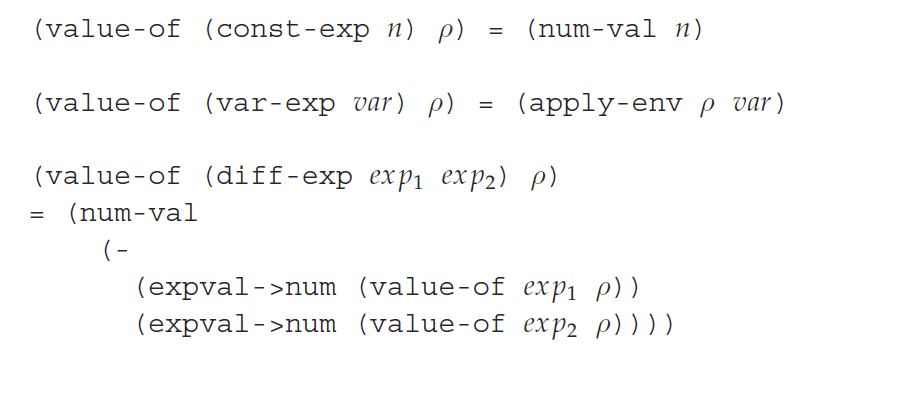 (value-of (const-exp n) ρ) = (num-val n)
(value-of (var-exp var) ρ) = (apply-env ρ var)
(value-of (diff-exp exp₁ exp₂) ρ)
= (num-val
(-
(expval->num (value-of exp₁ ρ))
(expval->num (value-of exp₂ ρ))))